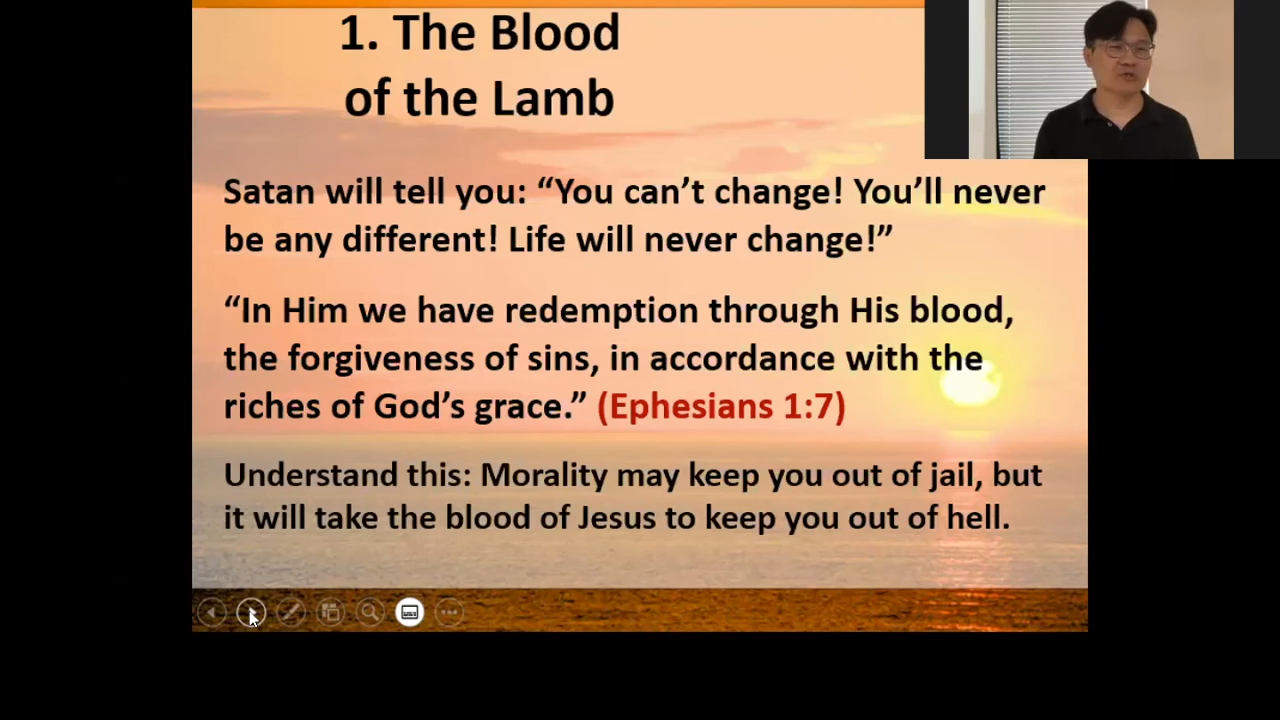 1. The Blood
of the Lamb
Satan will tell you: “You can’t change! You’ll never
be any different! Life will never change!”
“In Him we have redemption through His blood,
the forgiveness of sins, in accordance with the
riches of God’s grace.” (Ephesians 1:7)
Understand this: Morality may keep you out of jail, but
it will take the blood of Jesus to keep you out of hell.